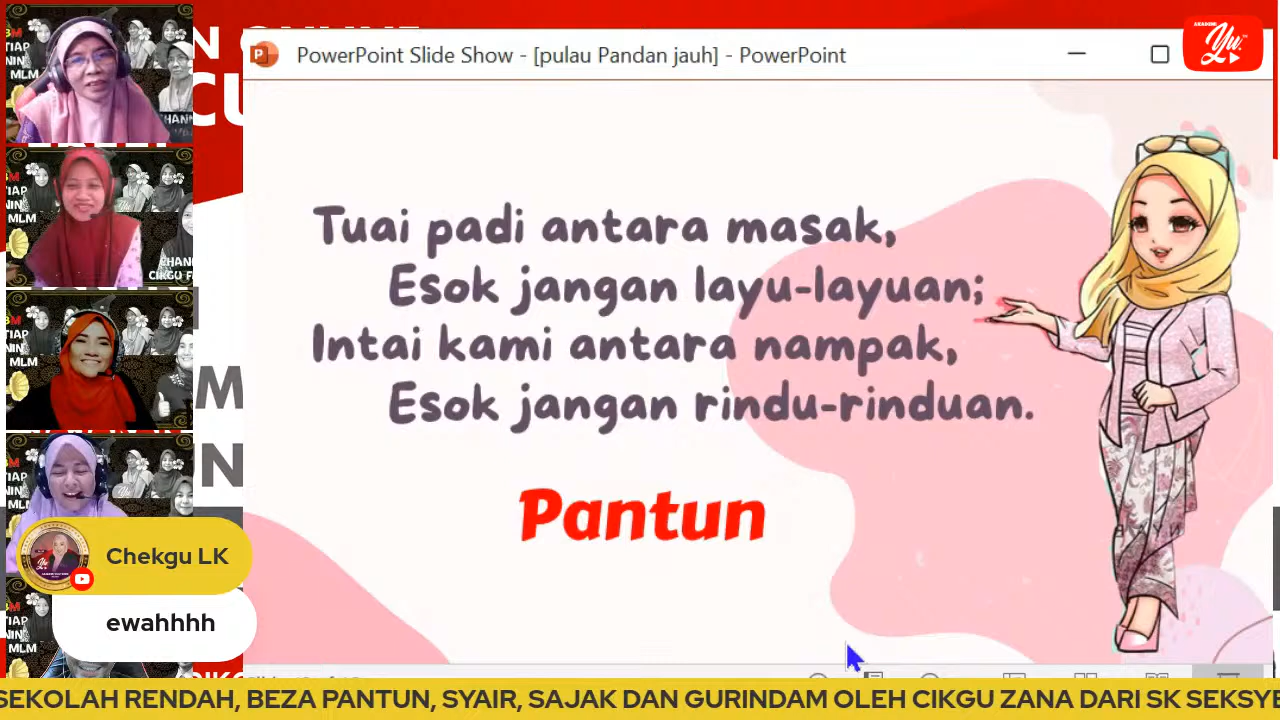 PowerPoint Slide Show - [pulau Pandan jauh] - PowerPoint
Tuai padi antara masak,
Esok jangan layu-layuan;
Intai kami antara nampak,
Esok jangan rindu-rinduan.
Pantun
Chekgu LK
ewahhhh
SEKOLAH RENDAH, BEZA PANTUN, SYAIR, SAJAK DAN GURINDAM OLEH CIKGU ZANA DARI SK SEKSYE